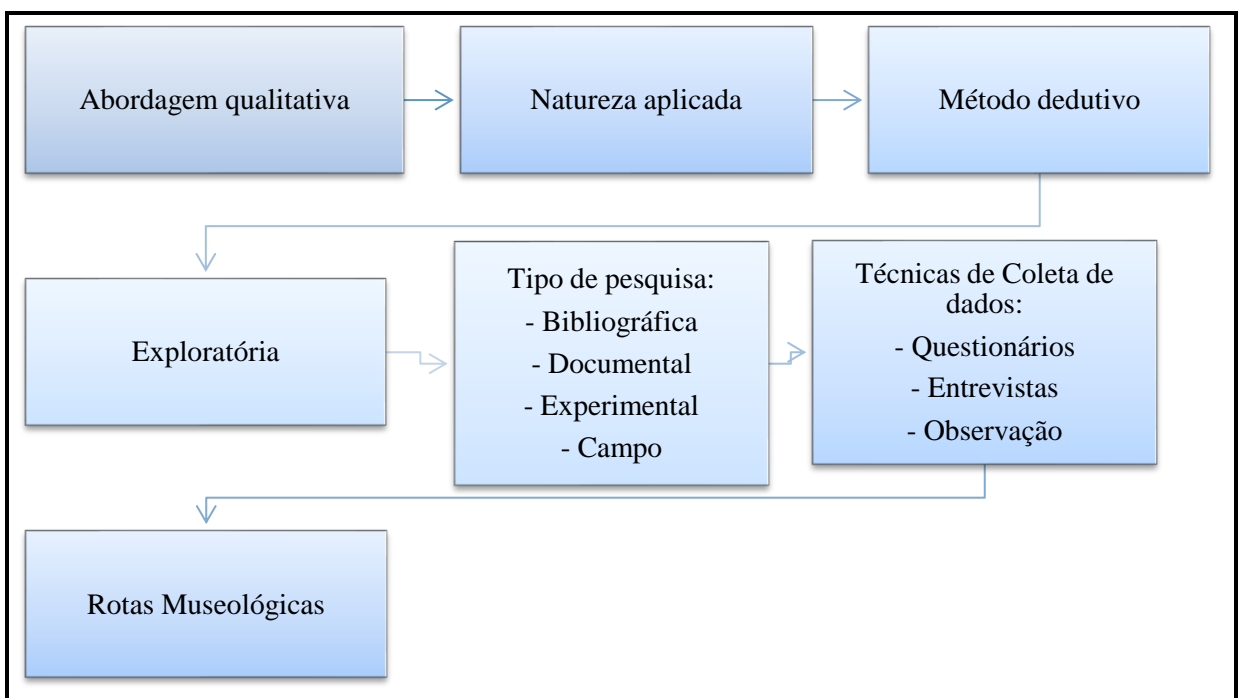 Abordagem qualitativa
Natureza aplicada
Método dedutivo
Exploratória
Tipo de pesquisa:
- Bibliográfica
- Documental
- Experimental
- Campo
Técnicas de Coleta de
dados:
- Questionários
- Entrevistas
- Observação
Rotas Museológicas